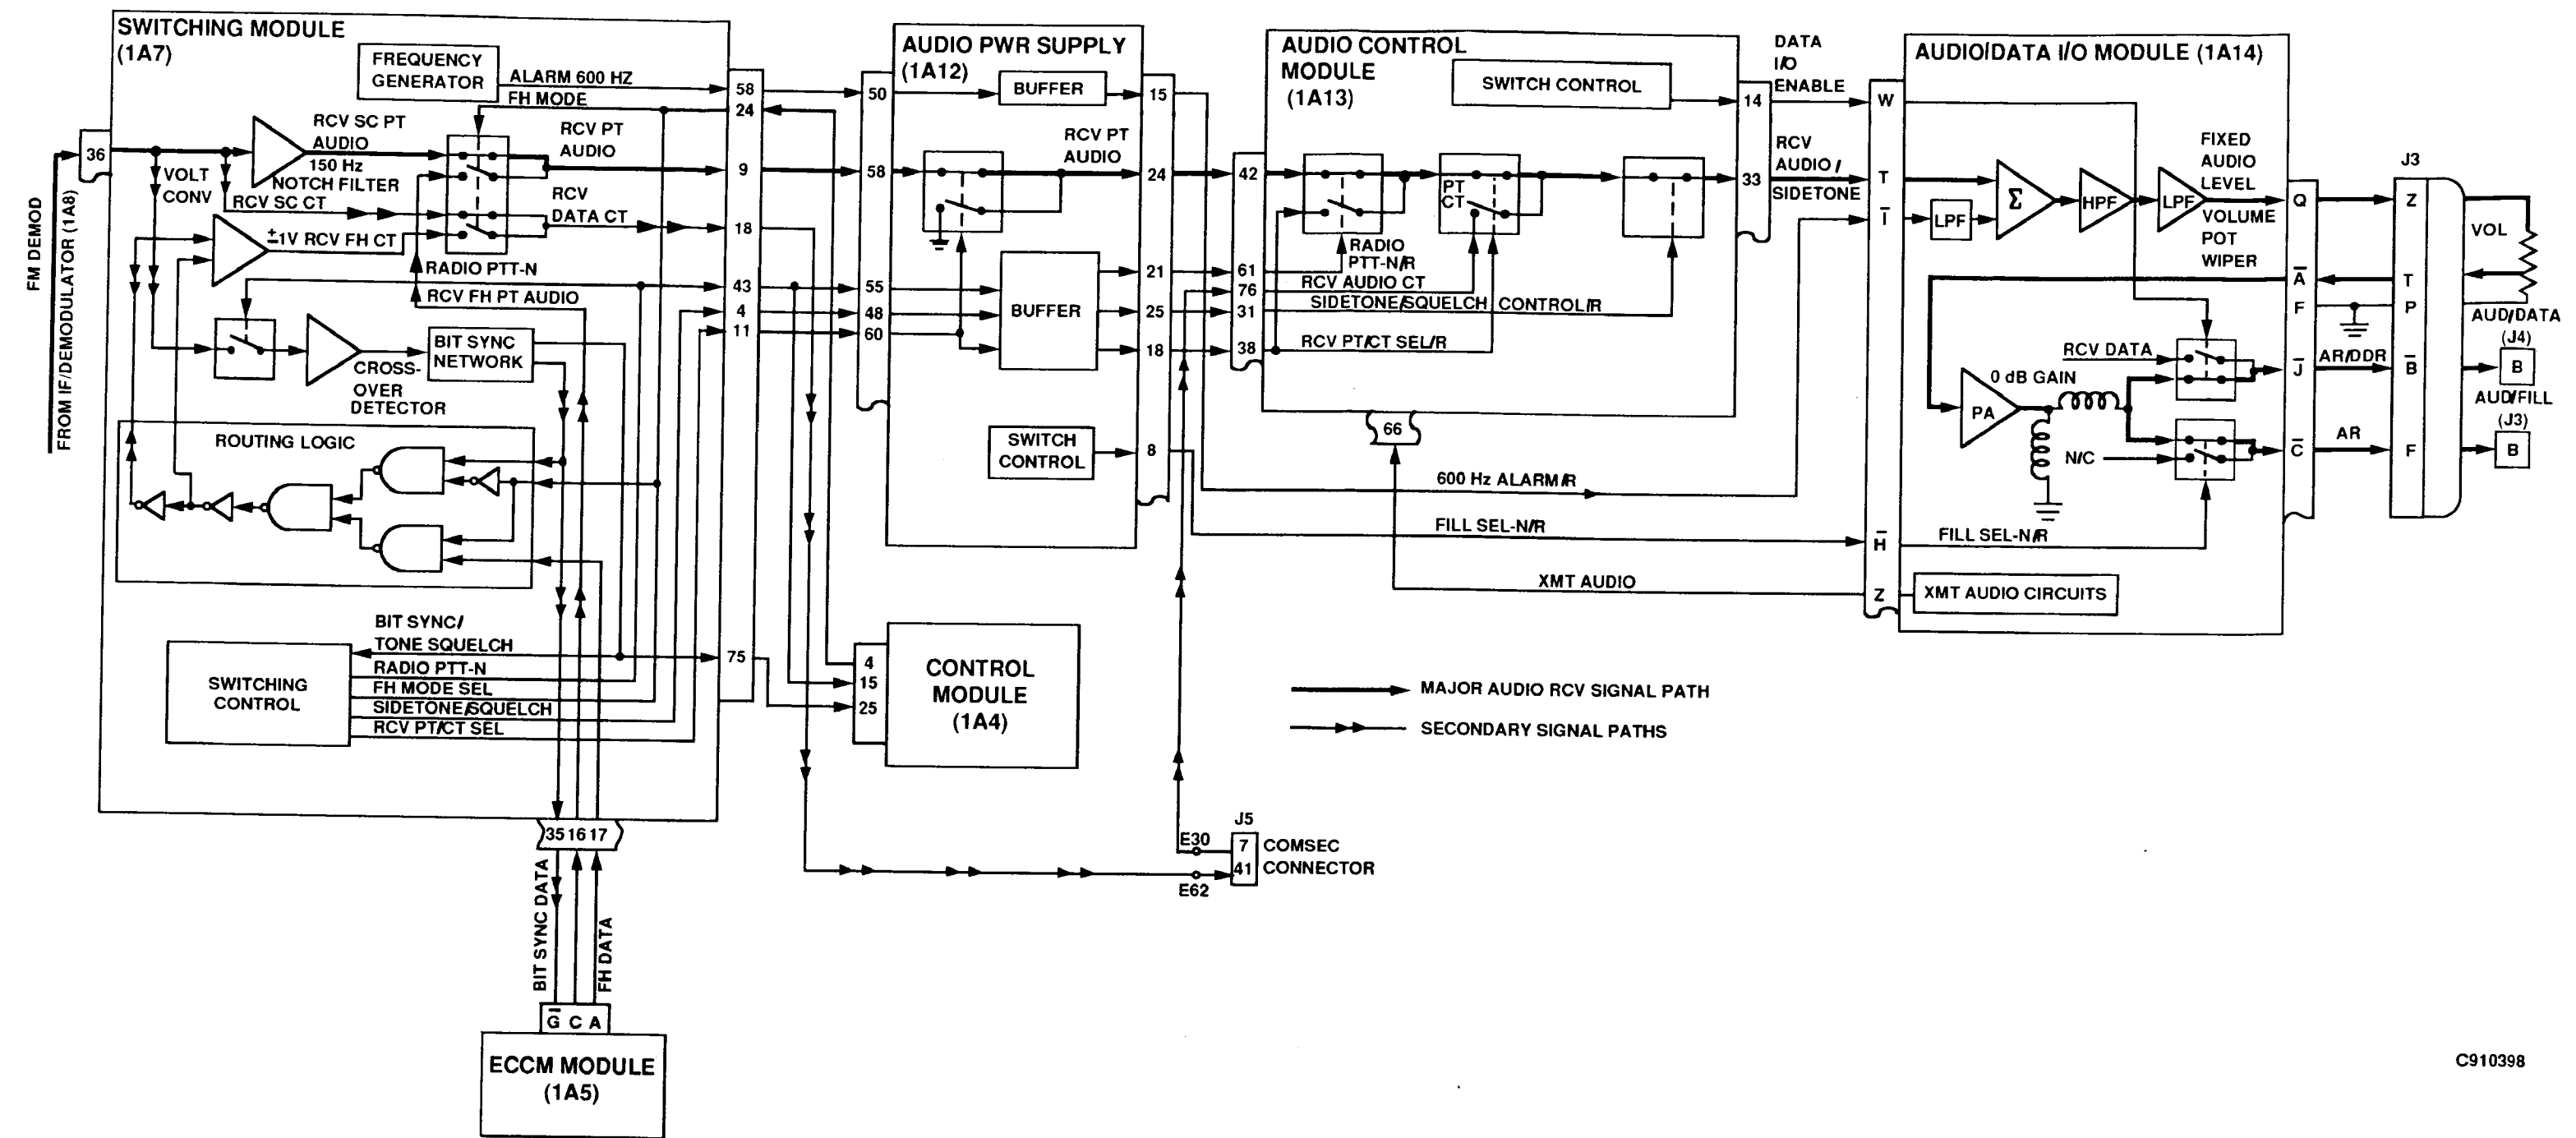 SWITCHING MODULE
(1A7)
FREQUENCY
GENERATOR
ALARM 600 HZ
FH MODE
58
24
36
FM DEMOD
FROM IF/DEMODULATOR (1A8)
RCV SC PT
AUDIO
150 Hz
NOTCH FILTER
VOLT
CONV
RCV SC CT
RCV PT
AUDIO
9
RCV
DATA CT
18
±1V RCV FH CT
RADIO PTT-N
43
RCV FH PT AUDIO
4
11
BIT SYNC
NETWORK
CROSS-
OVER
DETECTOR
ROUTING LOGIC
BIT SYNC/
TONE SQUELCH
75
RADIO PTT-N
FH MODE SEL
SIDETONE/SQUELCH
RCV PT/CT SEL
SWITCHING
CONTROL
35 16 17
BIT SYNC DATA
FH DATA
G̅ C A
ECCM MODULE
(1A5)
AUDIO PWR SUPPLY
(1A12)
50
BUFFER
15
58
RCV PT
AUDIO
24
55
48
60
BUFFER
21
25
18
SWITCH
CONTROL
8
4
15
25
CONTROL
MODULE
(1A4)
E30
E62
J5
7
41
COMSEC
CONNECTOR
AUDIO CONTROL
MODULE
(1A13)
SWITCH CONTROL
14
42
PT
CT
33
RADIO
PTT-N/R
61
RCV AUDIO CT
76
SIDETONE/SQUELCH CONTROL/R
31
RCV PT/CT SEL/R
38
66
600 Hz ALARM/R
FILL SEL-N/R
XMT AUDIO
MAJOR AUDIO RCV SIGNAL PATH
SECONDARY SIGNAL PATHS
DATA
I/O
ENABLE
RCV
AUDIO /
SIDETONE
AUDIO/DATA I/O MODULE (1A14)
W
T
I̅
H̅
Z
LPF
Σ
HPF
LPF
FIXED
AUDIO
LEVEL
VOLUME
POT
WIPER
RCV DATA
0 dB GAIN
PA
N/C
FILL SEL-N/R
XMT AUDIO CIRCUITS
Q
A̅
F
J̅
C̅
AR/DDR
AR
J3
Z
T
P
B̅
F
VOL
AUD/DATA
(J4)
B
AUD/FILL
(J3)
B
C910398